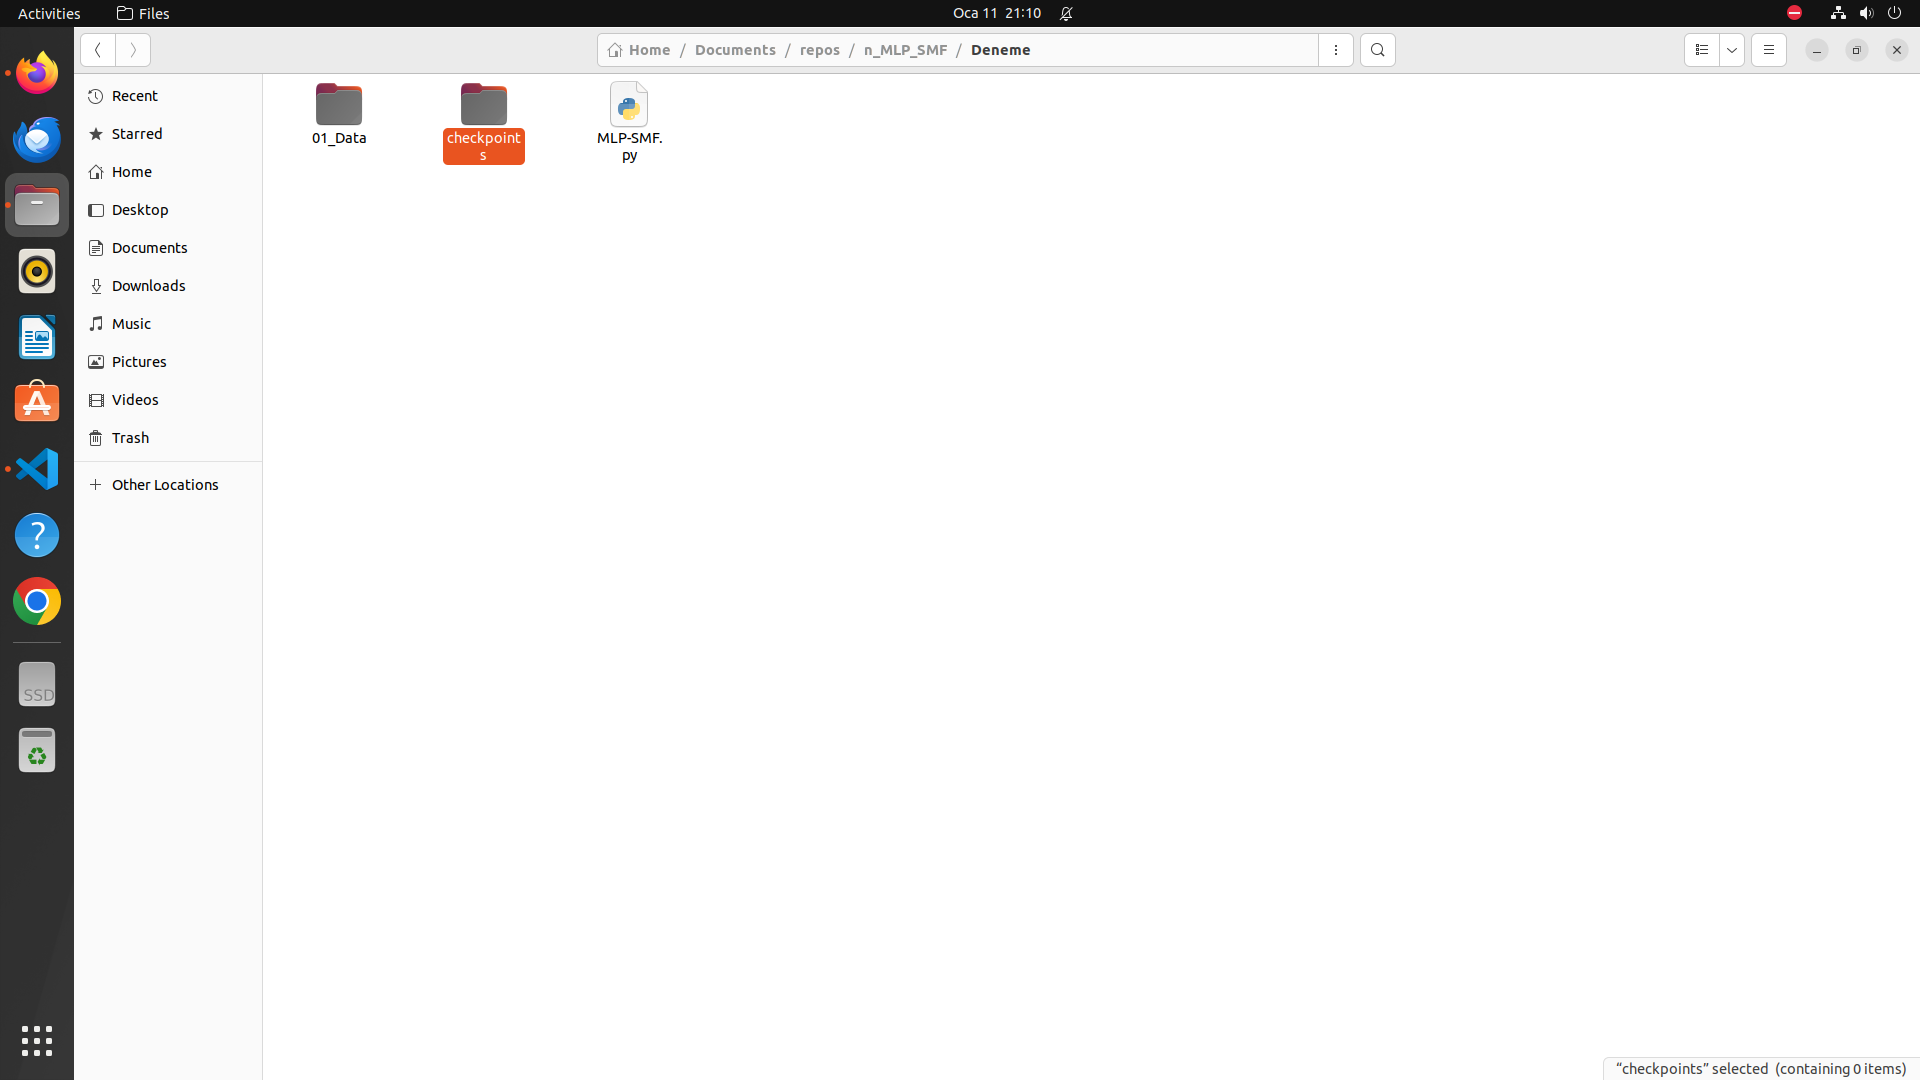 Activities
Files
Oca 11 21:10
Home / Documents / repos / n_MLP_SMF / Deneme
Recent
Starred
Home
Desktop
Documents
Downloads
Music
Pictures
Videos
Trash
Other Locations
01_Data
checkpoint
s
MLP-SMF.
py
SSD
“checkpoints” selected (containing 0 items)